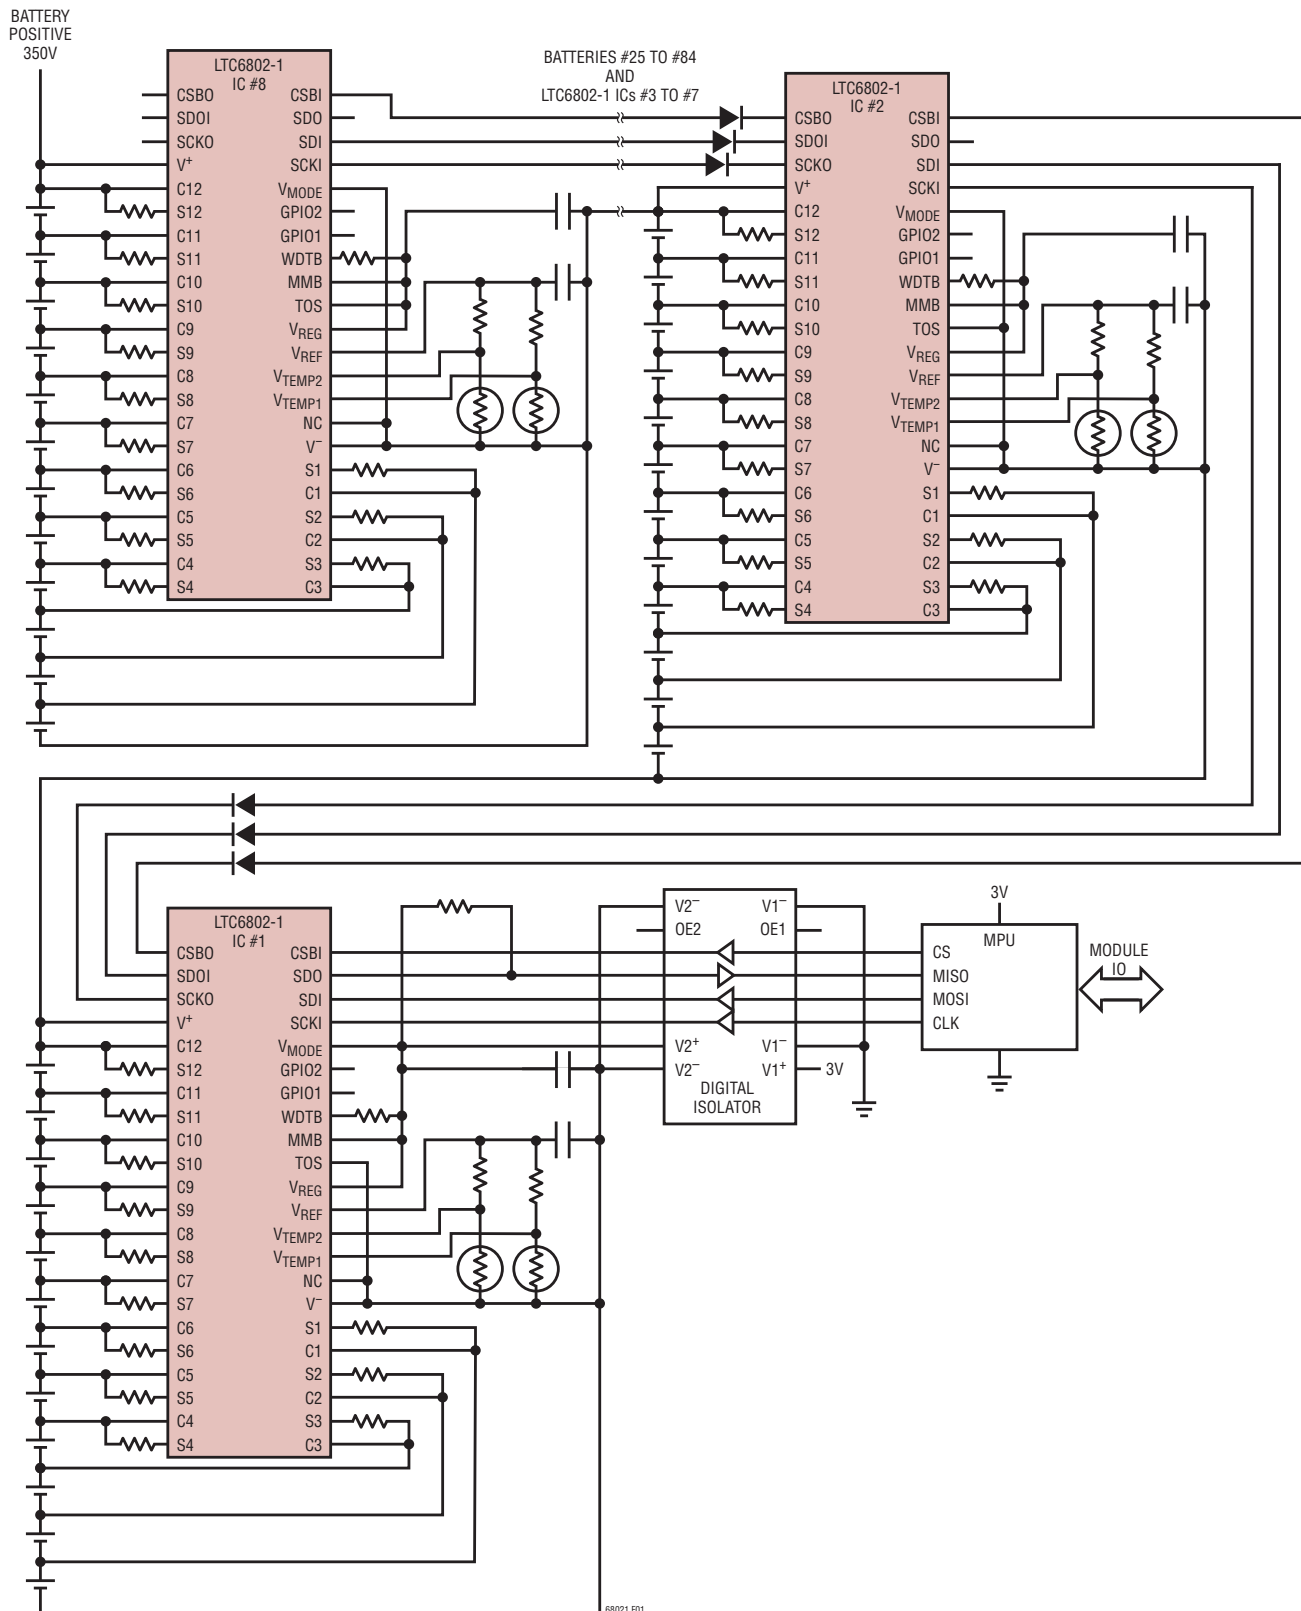 BATTERY
POSITIVE
350V
LTC6802-1
IC #8
CSBO
SDOI
SCKO
V+
C12
S12
C11
S11
C10
S10
C9
S9
C8
S8
C7
S7
C6
S6
C5
S5
C4
S4
CSBI
SDO
SDI
SCKI
VMODE
GPIO2
GPIO1
WDTB
MMB
TOS
VREG
VREF
VTEMP2
VTEMP1
NC
V−
S1
C1
S2
C2
S3
C3
BATTERIES #25 TO #84
AND
LTC6802-1 ICs #3 TO #7
LTC6802-1
IC #2
CSBO
SDOI
SCKO
V+
C12
S12
C11
S11
C10
S10
C9
S9
C8
S8
C7
S7
C6
S6
C5
S5
C4
S4
CSBI
SDO
SDI
SCKI
VMODE
GPIO2
GPIO1
WDTB
MMB
TOS
VREG
VREF
VTEMP2
VTEMP1
NC
V−
S1
C1
S2
C2
S3
C3
LTC6802-1
IC #1
CSBO
SDOI
SCKO
V+
C12
S12
C11
S11
C10
S10
C9
S9
C8
S8
C7
S7
C6
S6
C5
S5
C4
S4
CSBI
SDO
SDI
SCKI
VMODE
GPIO2
GPIO1
WDTB
MMB
TOS
VREG
VREF
VTEMP2
VTEMP1
NC
V−
S1
C1
S2
C2
S3
C3
V2−
OE2
V2+
V2−
V1−
OE1
V1−
V1+
3V
DIGITAL
ISOLATOR
3V
MPU
CS
MISO
MOSI
CLK
MODULE
IO
68021 F01